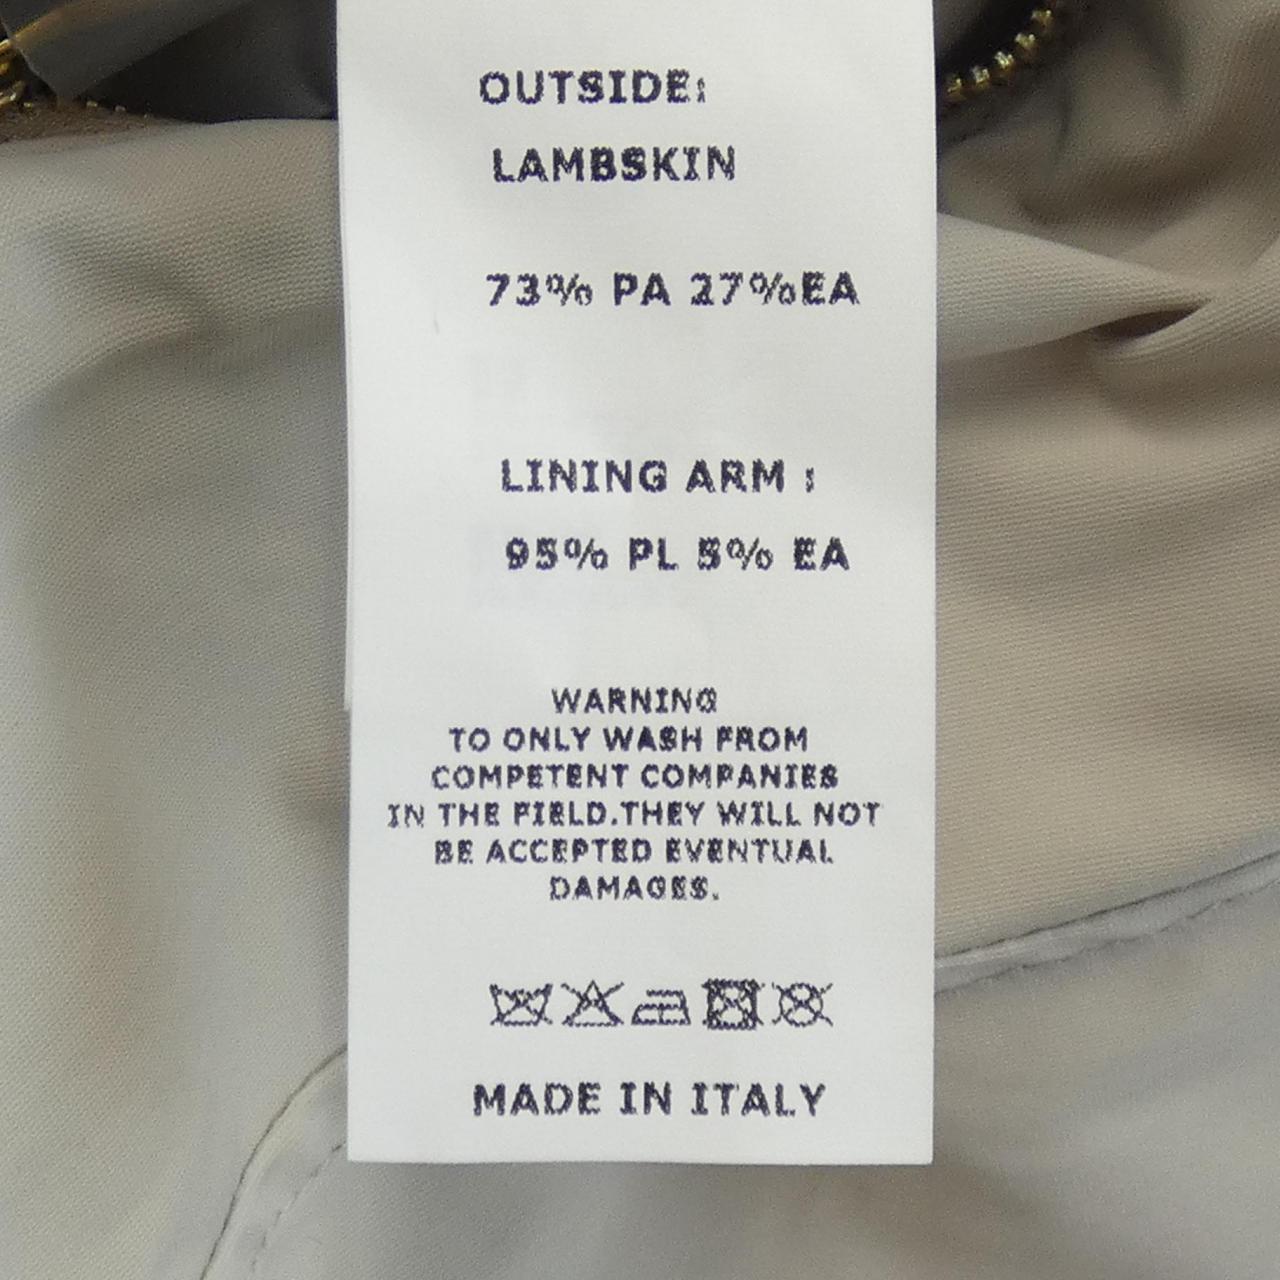 OUTSIDE:
LAMBSKIN
73% PA 27%EA
LINING ARM :
95% PL 5% EA
WARNING
TO ONLY WASH FROM
COMPETENT COMPANIES
IN THE FIELD.THEY WILL NOT
BE ACCEPTED EVENTUAL
DAMAGES.
MADE IN ITALY